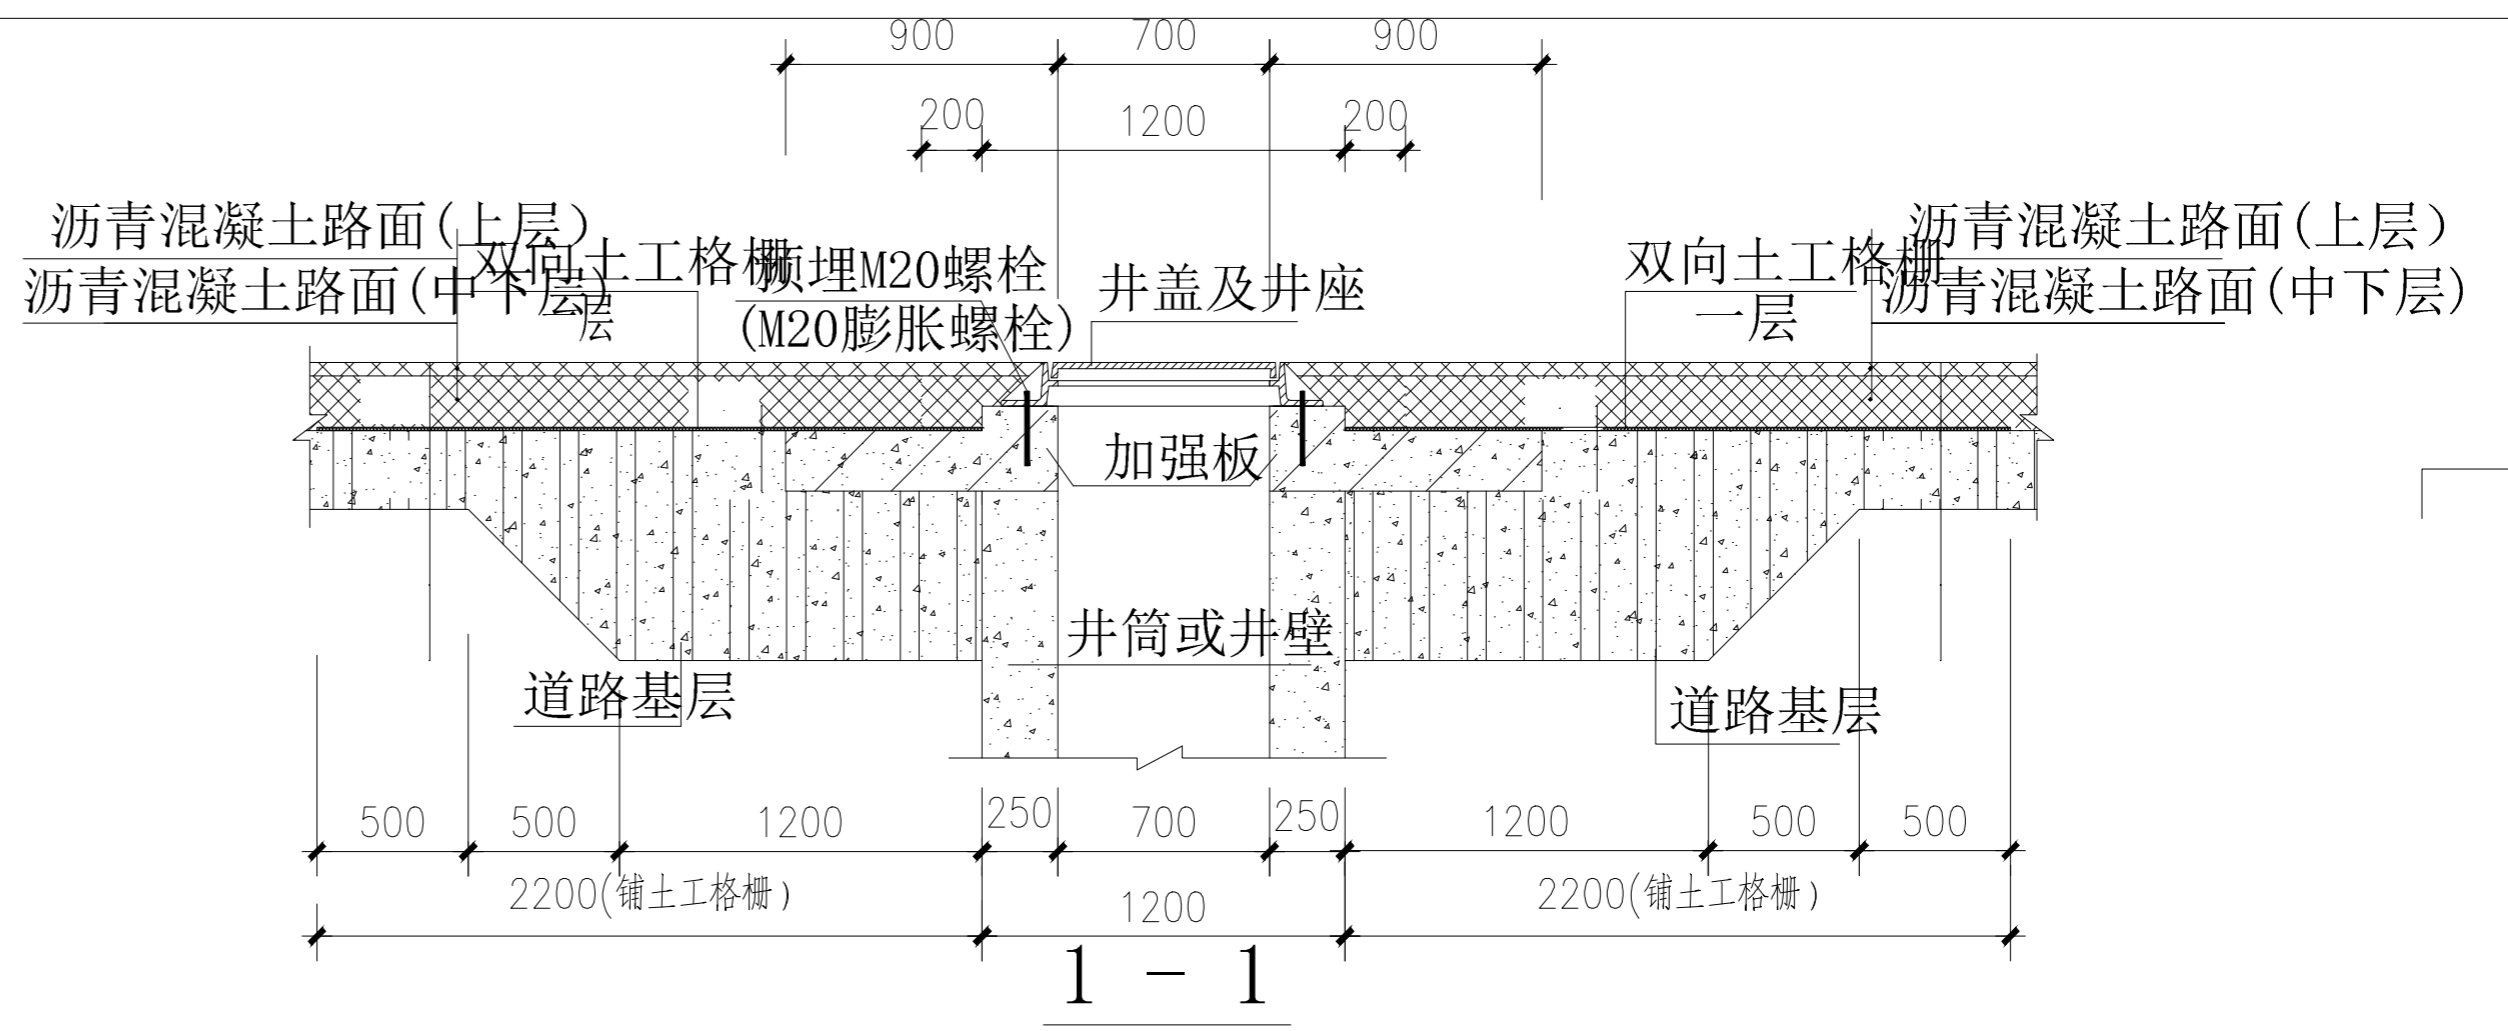 900 700 900
200 1200 200
沥青混凝土路面(上层)
沥青混凝土路面(中下层)
双向土工格栅
一层
预埋M20螺栓
(M20膨胀螺栓)
井盖及井座
双向土工格栅
一层
沥青混凝土路面(上层)
沥青混凝土路面(中下层)
加强板
井筒或井壁
道路基层
道路基层
500 500 1200 250 700 250 1200 500 500
2200(铺土工格栅) 1200 2200(铺土工格栅)
1 - 1